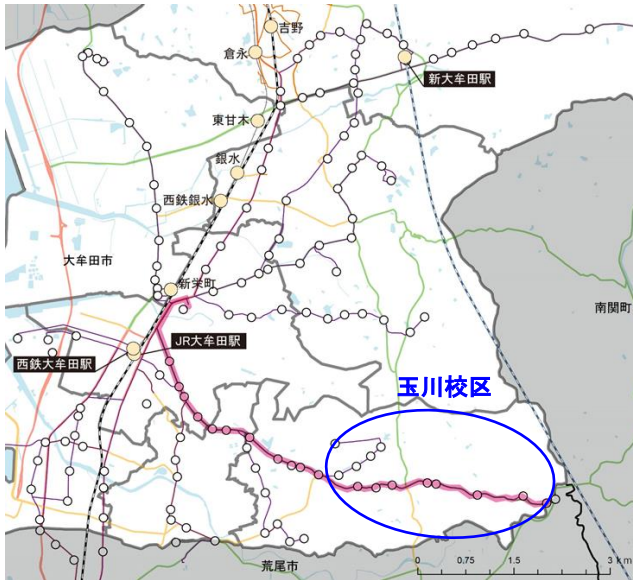 吉野
倉永
新大牟田駅
東甘木
銀水
西鉄銀水
大牟田市
新栄町
南関町
JR大牟田駅
西鉄大牟田駅
玉川校区
荒尾市
0 0.75 1.5 3 km